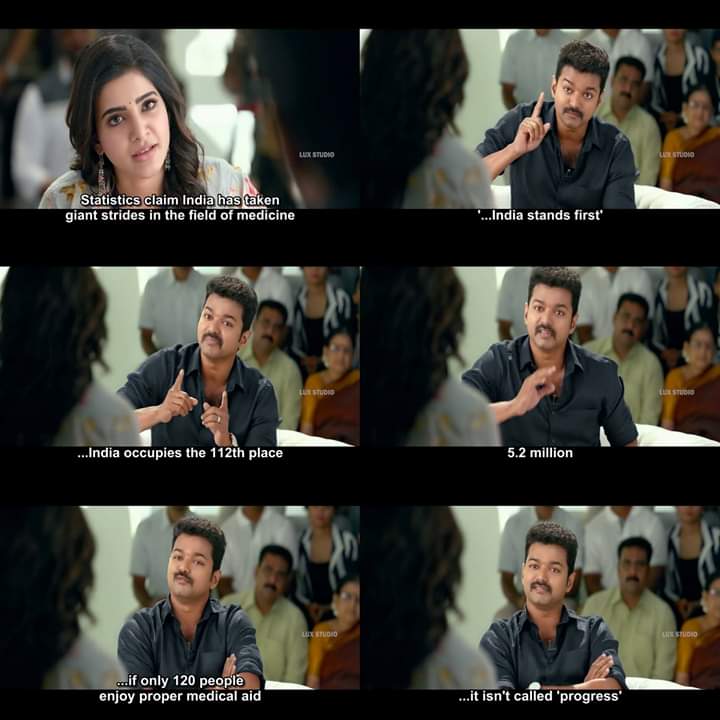 LUX STUDIO
Statistics claim India has taken
giant strides in the field of medicine
LUX STUDIO
'...India stands first'
LUX STUDIO
...India occupies the 112th place
LUX STUDIO
5.2 million
LUX STUDIO
...if only 120 people
enjoy proper medical aid
LUX STUDIO
...it isn't called 'progress'